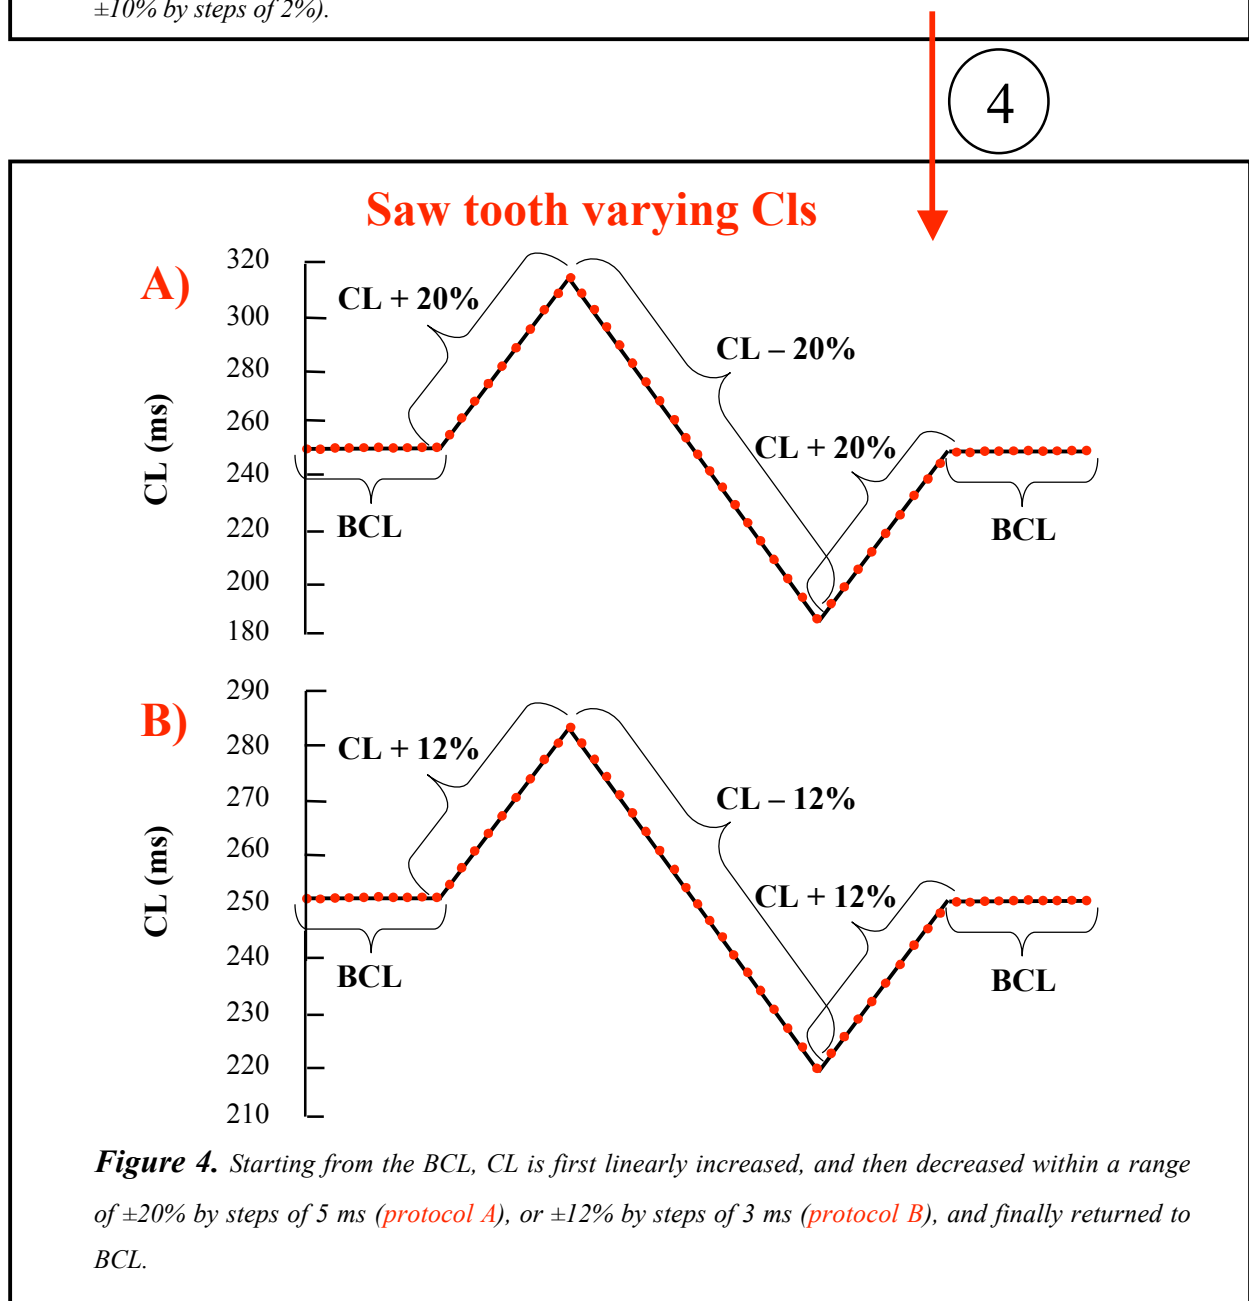 ±10% by steps of 2%).
4
Saw tooth varying Cls
A)
CL (ms)
320
300
280
260
240
220
200
180
CL + 20%
CL – 20%
CL + 20%
BCL
BCL
B)
CL (ms)
290
280
270
260
250
240
230
220
210
CL + 12%
CL – 12%
CL + 12%
BCL
BCL
Figure 4. Starting from the BCL, CL is first linearly increased, and then decreased within a range
of ±20% by steps of 5 ms (protocol A), or ±12% by steps of 3 ms (protocol B), and finally returned to
BCL.